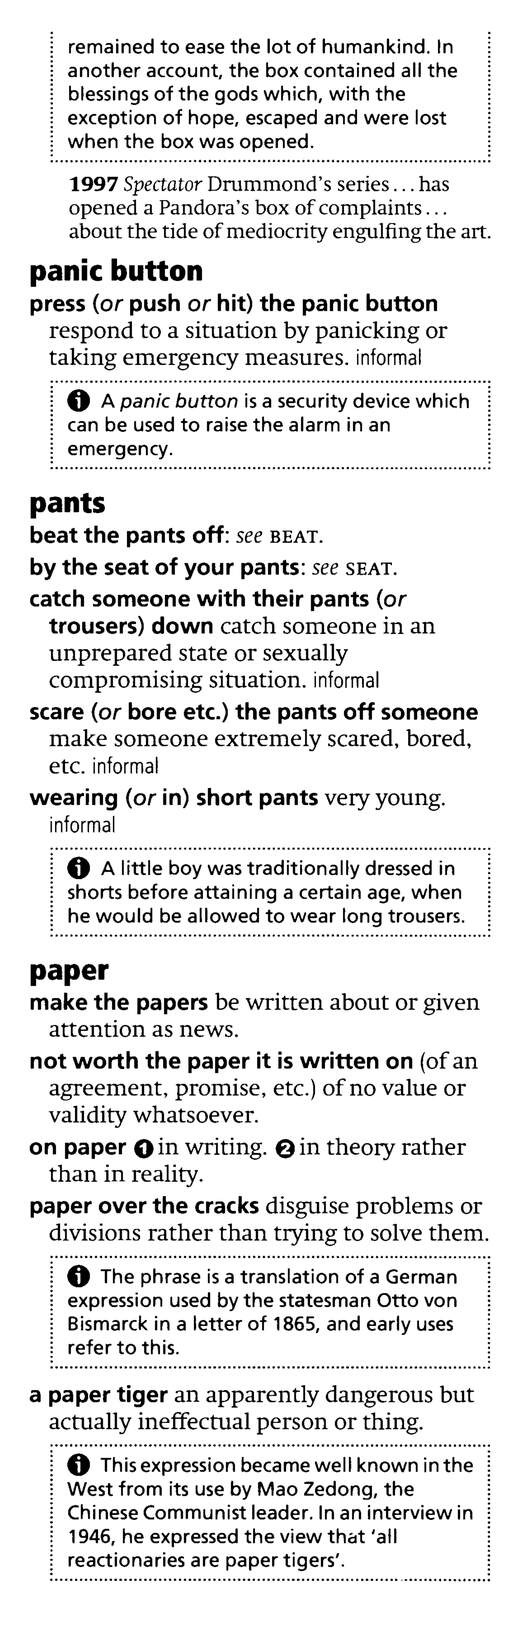 remained to ease the lot of humankind. In
another account, the box contained all the
blessings of the gods which, with the
exception of hope, escaped and were lost
when the box was opened.
1997 Spectator Drummond's series...has
opened a Pandora's box of complaints...
about the tide of mediocrity engulfing the art.
panic button
press (or push or hit) the panic button
respond to a situation by panicking or
taking emergency measures. informal
ℹ A panic button is a security device which
can be used to raise the alarm in an
emergency.
pants
beat the pants off: see BEAT.
by the seat of your pants: see SEAT.
catch someone with their pants (or
trousers) down catch someone in an
unprepared state or sexually
compromising situation. informal
scare (or bore etc.) the pants off someone
make someone extremely scared, bored,
etc. informal
wearing (or in) short pants very young.
informal
ℹ A little boy was traditionally dressed in
shorts before attaining a certain age, when
he would be allowed to wear long trousers.
paper
make the papers be written about or given
attention as news.
not worth the paper it is written on (of an
agreement, promise, etc.) of no value or
validity whatsoever.
on paper ❶ in writing. ❷ in theory rather
than in reality.
paper over the cracks disguise problems or
divisions rather than trying to solve them.
ℹ The phrase is a translation of a German
expression used by the statesman Otto von
Bismarck in a letter of 1865, and early uses
refer to this.
a paper tiger an apparently dangerous but
actually ineffectual person or thing.
ℹ This expression became well known in the
West from its use by Mao Zedong, the
Chinese Communist leader. In an interview in
1946, he expressed the view that 'all
reactionaries are paper tigers'.